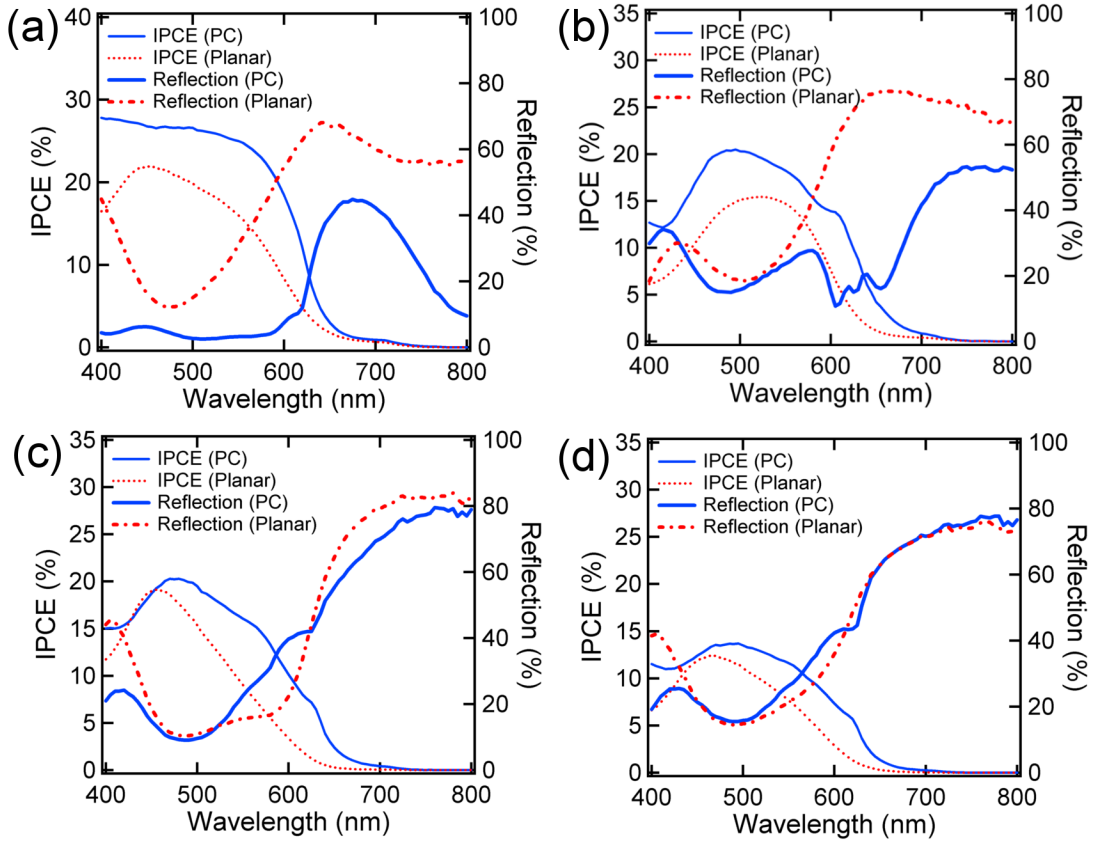 (a)
IPCE (PC)
IPCE (Planar)
Reflection (PC)
Reflection (Planar)
40
30
20
10
0
IPCE (%)
100
80
60
40
20
0
Reflection (%)
400 500 600 700 800
Wavelength (nm)
(b)
IPCE (PC)
IPCE (Planar)
Reflection (PC)
Reflection (Planar)
35
30
25
20
15
10
5
0
IPCE (%)
100
80
60
40
20
0
Reflection (%)
400 500 600 700 800
Wavelength (nm)
(c)
IPCE (PC)
IPCE (Planar)
Reflection (PC)
Reflection (Planar)
35
30
25
20
15
10
5
0
IPCE (%)
100
80
60
40
20
0
Reflection (%)
400 500 600 700 800
Wavelength (nm)
(d)
IPCE (PC)
IPCE (Planar)
Reflection (PC)
Reflection (Planar)
35
30
25
20
15
10
5
0
IPCE (%)
100
80
60
40
20
0
Reflection (%)
400 500 600 700 800
Wavelength (nm)